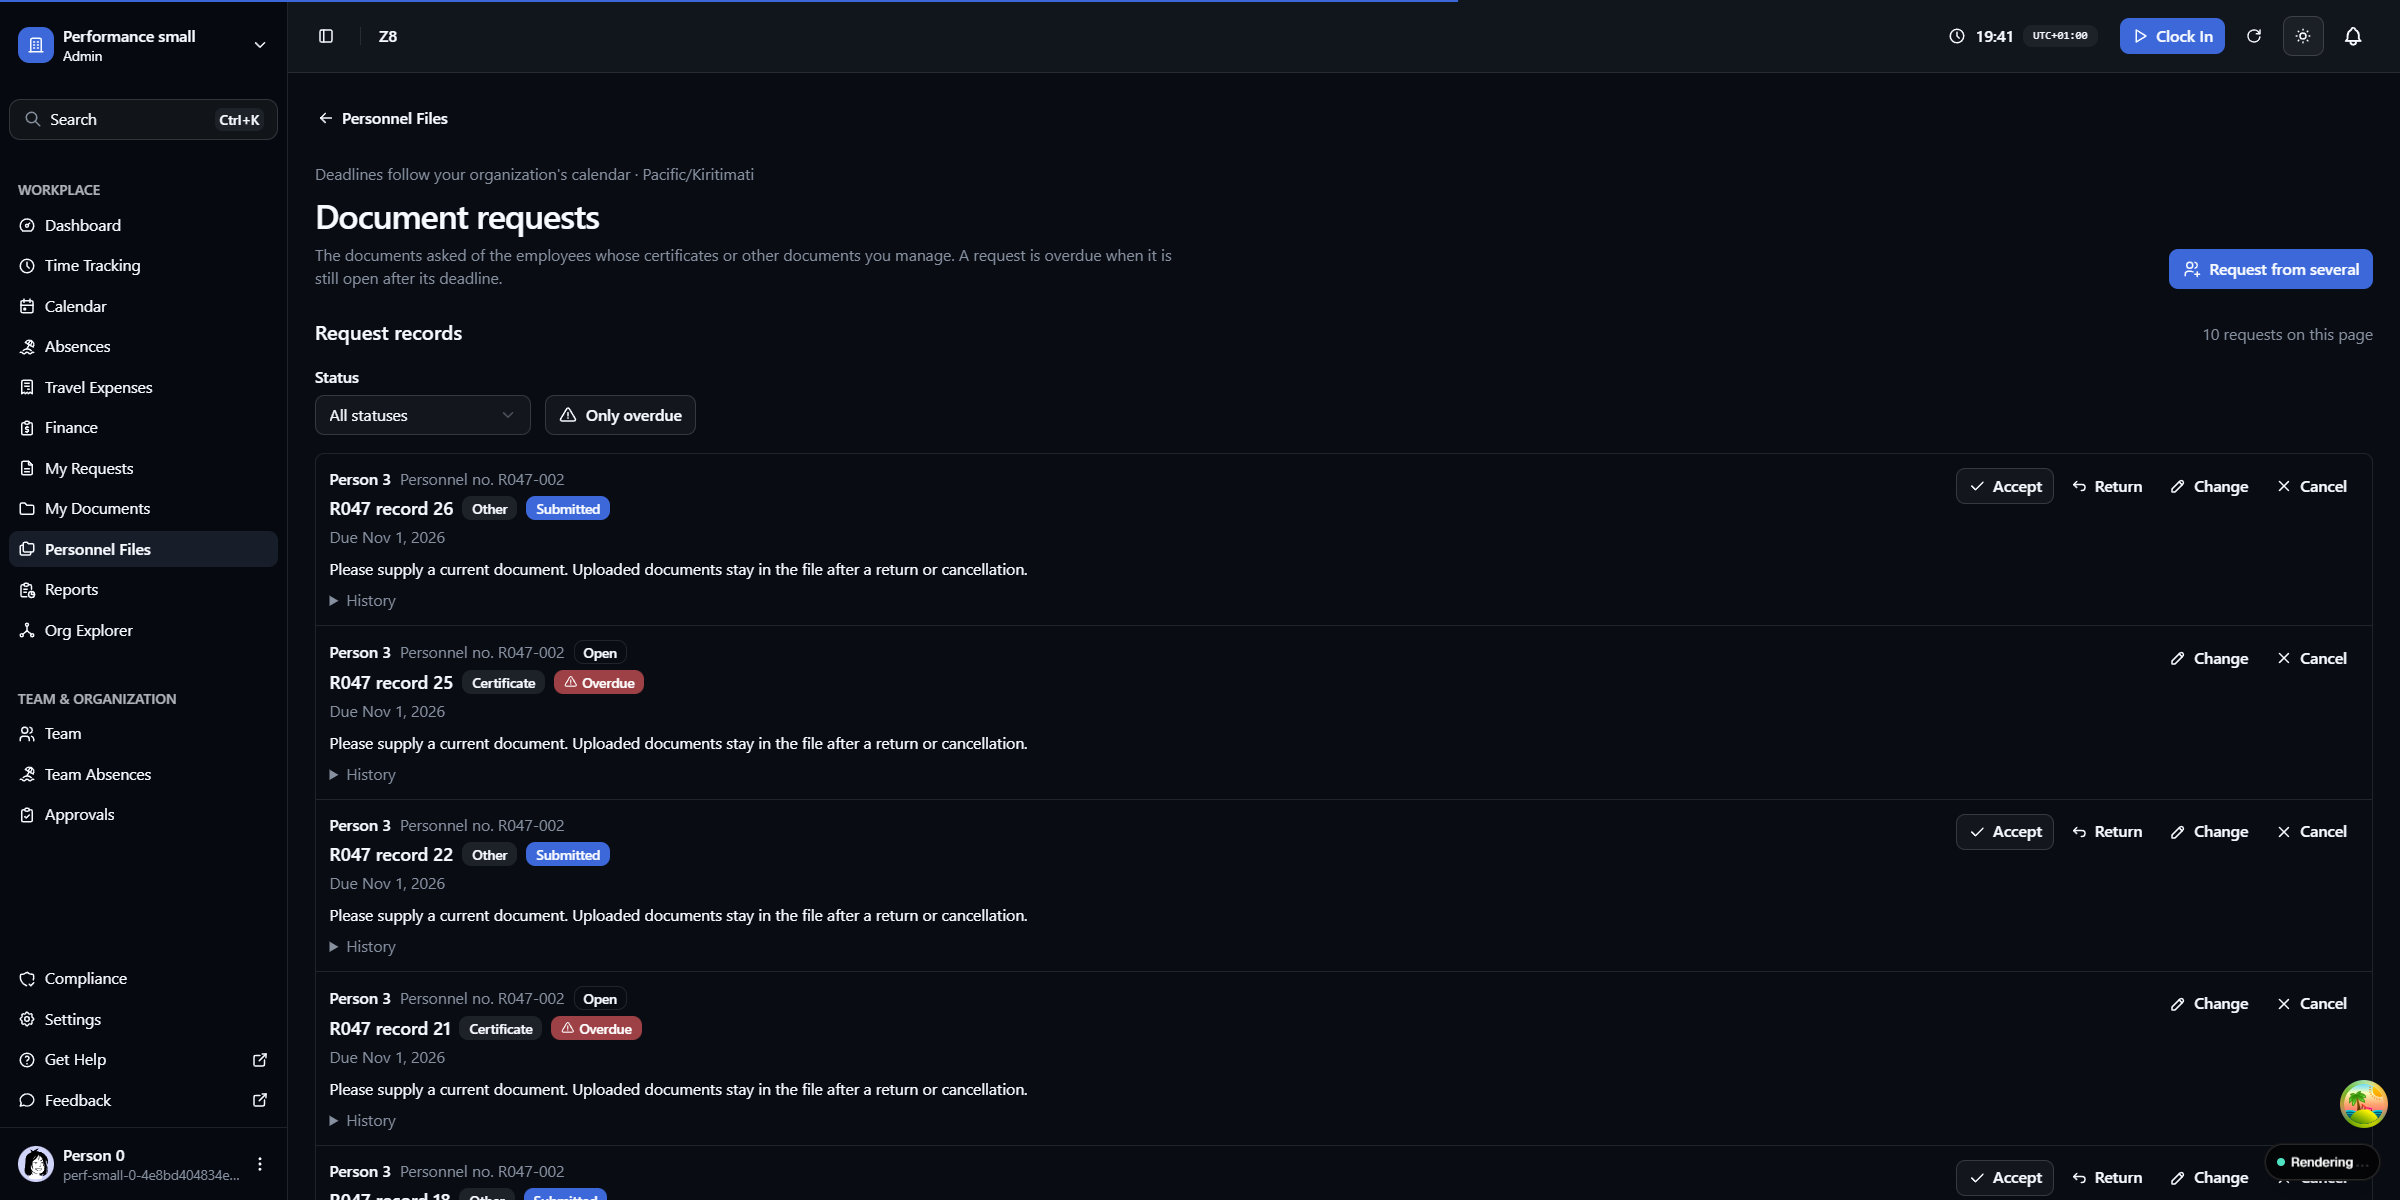 Performance small
Admin
Search
Ctrl+K
WORKPLACE
Dashboard
Time Tracking
Calendar
Absences
Travel Expenses
Finance
My Requests
My Documents
Personnel Files
Reports
Org Explorer
TEAM & ORGANIZATION
Team
Team Absences
Approvals
Compliance
Settings
Get Help
Feedback
Person 0
perf-small-0-4e8bd404834e...
Z8
19:41
UTC+01:00
Clock In
Personnel Files
Deadlines follow your organization's calendar · Pacific/Kiritimati
Document requests
The documents asked of the employees whose certificates or other documents you manage. A request is overdue when it is
still open after its deadline.
Request from several
Request records
10 requests on this page
Status
All statuses
Only overdue
Person 3 Personnel no. R047-002
Accept Return Change Cancel
R047 record 26 Other Submitted
Due Nov 1, 2026
Please supply a current document. Uploaded documents stay in the file after a return or cancellation.
History
Person 3 Personnel no. R047-002 Open
Change Cancel
R047 record 25 Certificate Overdue
Due Nov 1, 2026
Please supply a current document. Uploaded documents stay in the file after a return or cancellation.
History
Person 3 Personnel no. R047-002
Accept Return Change Cancel
R047 record 22 Other Submitted
Due Nov 1, 2026
Please supply a current document. Uploaded documents stay in the file after a return or cancellation.
History
Person 3 Personnel no. R047-002 Open
Change Cancel
R047 record 21 Certificate Overdue
Due Nov 1, 2026
Please supply a current document. Uploaded documents stay in the file after a return or cancellation.
History
Person 3 Personnel no. R047-002
Accept Return Change Cancel
R047 record 18 Other Submitted
Rendering...